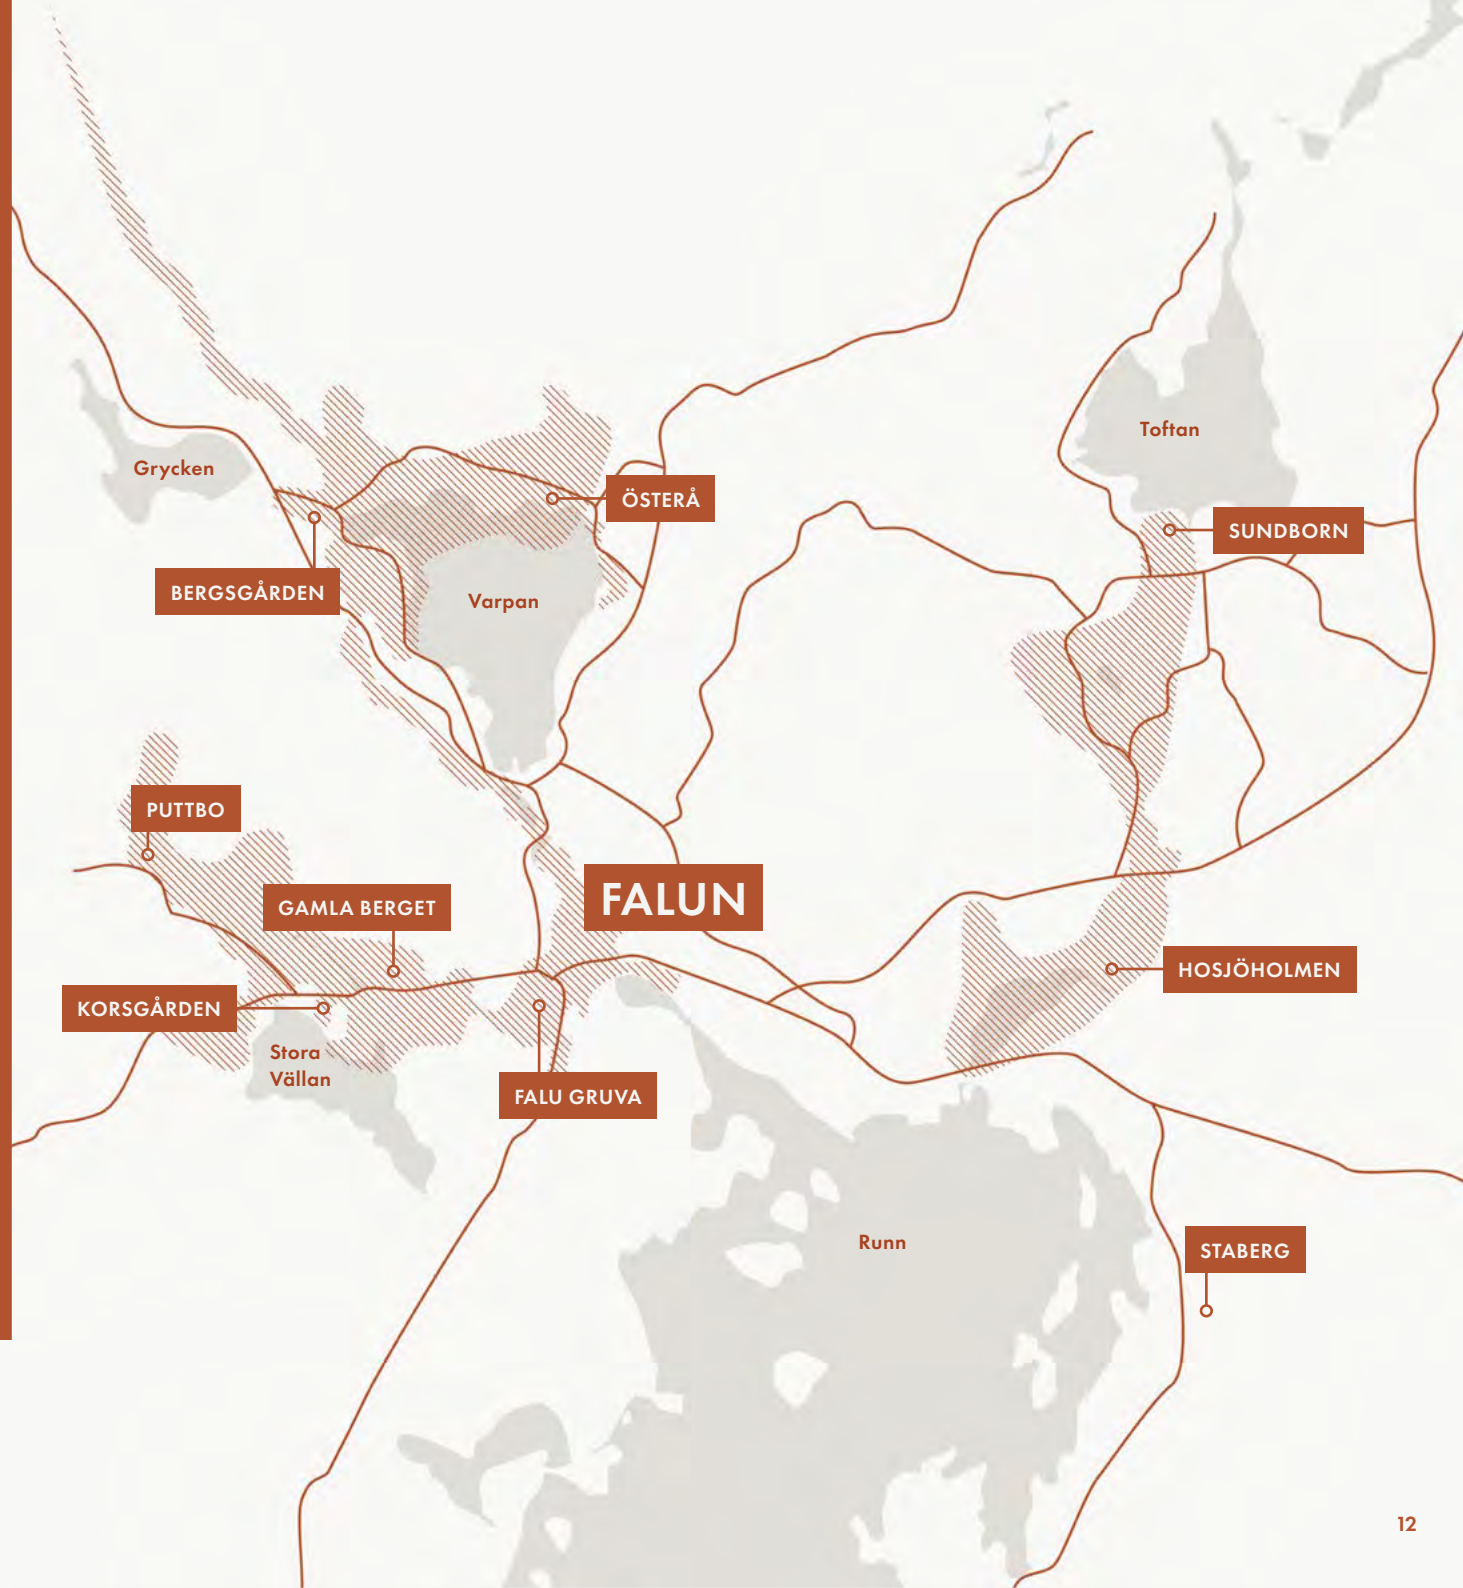 Toftan
Grycken
ÖSTERÅ
SUNDBORN
BERGSGÅRDEN
Varpan
PUTTBO
FALUN
GAMLA BERGET
HOSJÖHOLMEN
KORSGÅRDEN
Stora
Vällan
FALU GRUVA
Runn
STABERG
12